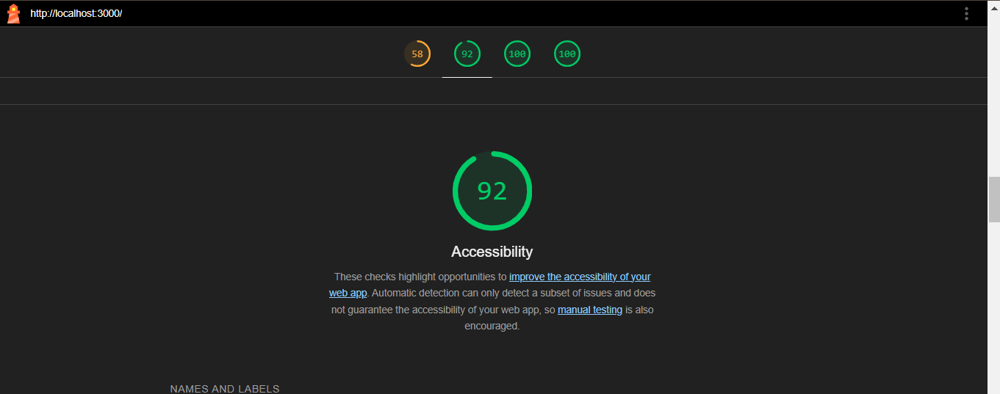 http://localhost:3000/
58 92 100 100
92
Accessibility
These checks highlight opportunities to improve the accessibility of your
web app. Automatic detection can only detect a subset of issues and does
not guarantee the accessibility of your web app, so manual testing is also
encouraged.
NAMES AND LABELS